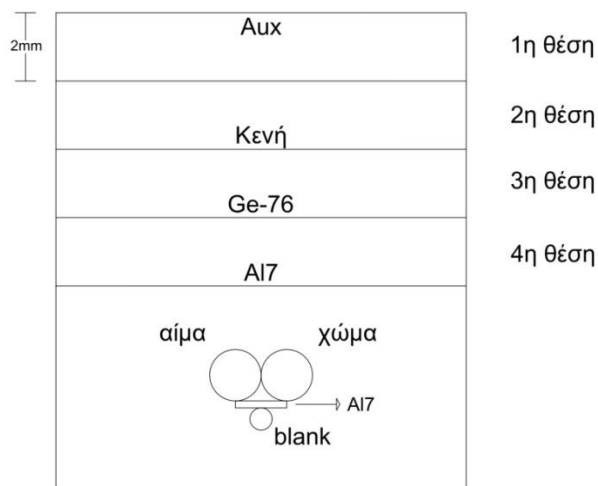 Aux
2mm
1η θέση
2η θέση
Κενή
3η θέση
Ge-76
4η θέση
Al7
αίμα
χώμα
Al7
blank